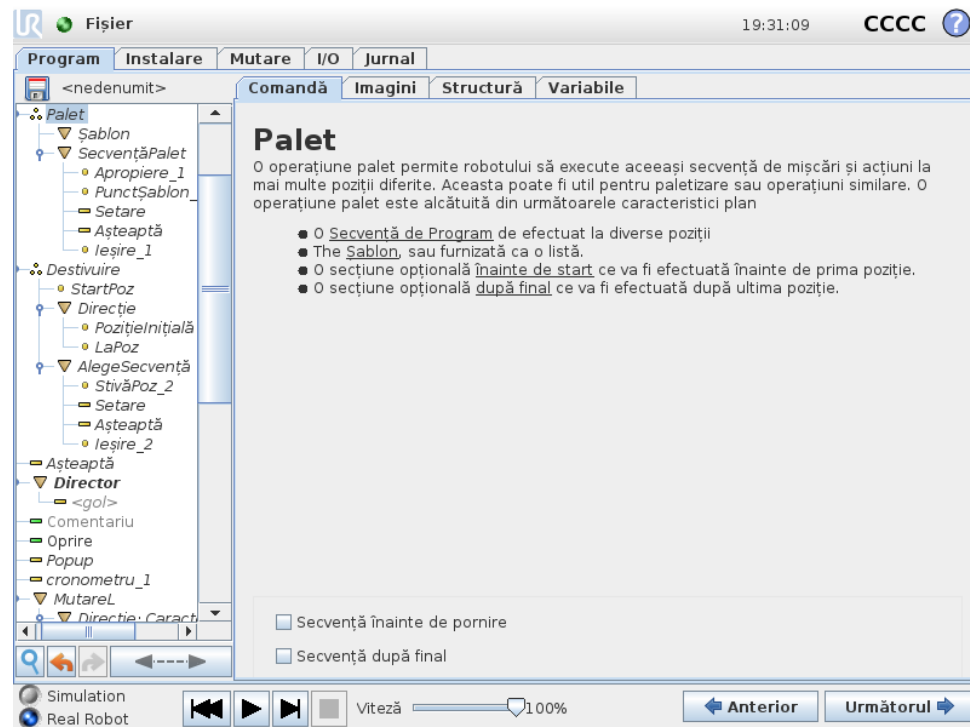 UR Fișier 19:31:09 CCCC ?
Program Instalare Mutare I/O Jurnal
<nedenumit>
Comandă Imagini Structură Variabile
Palet
Șablon
SecvențăPalet
Apropiere_1
PunctȘablon_
Setare
Așteaptă
Ieșire_1
Destivuire
StartPoz
Direcție
PozițieInițială
LaPoz
AlegeSecvență
StivăPoz_2
Setare
Așteaptă
Ieșire_2
Așteaptă
Director
<gol>
Comentariu
Oprire
Popup
cronometru_1
MutareL
Direcție: Caract
Palet
O operațiune palet permite robotului să execute aceeași secvență de mișcări și acțiuni la
mai multe poziții diferite. Aceasta poate fi util pentru paletizare sau operațiuni similare. O
operațiune palet este alcătuită din următoarele caracteristici plan
O Secvență de Program de efectuat la diverse poziții
The Șablon, sau furnizată ca o listă.
O secțiune opțională înainte de start ce va fi efectuată înainte de prima poziție.
O secțiune opțională după final ce va fi efectuată după ultima poziție.
Secvență înainte de pornire
Secvență după final
Simulation
Real Robot
Viteză 100%
Anterior Următorul